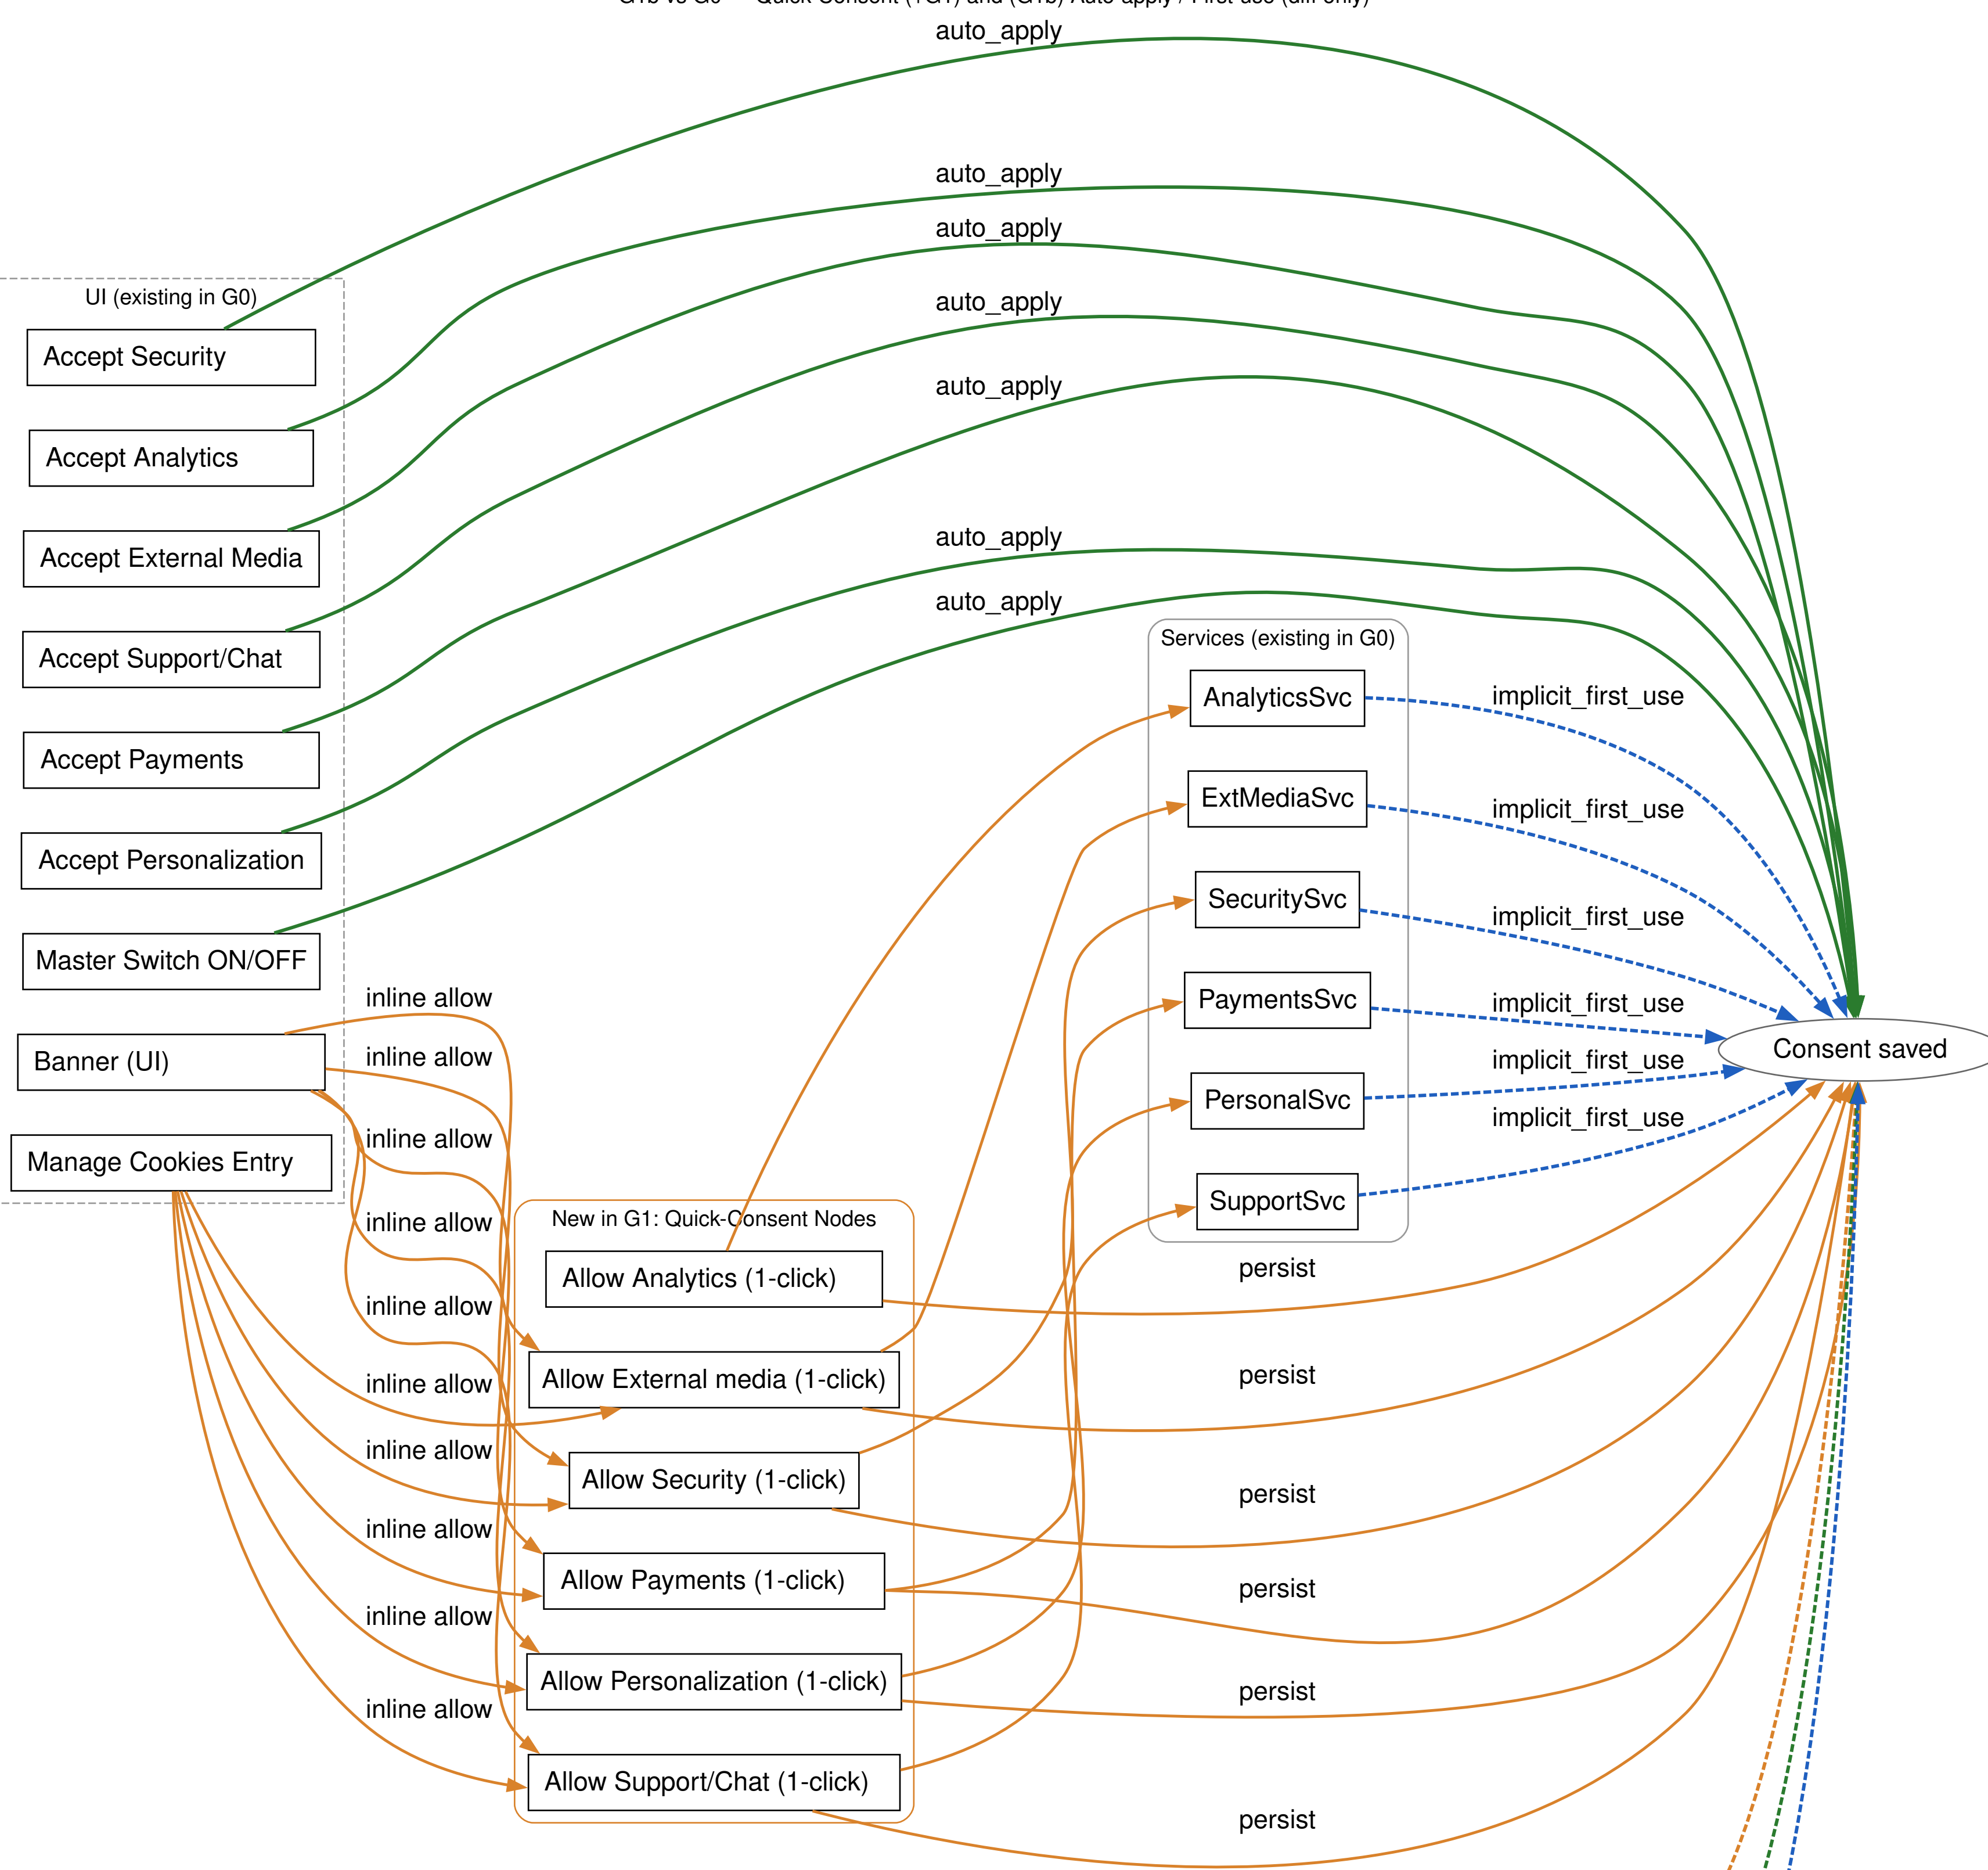 auto_apply
auto_apply
auto_apply
auto_apply
auto_apply
auto_apply
auto_apply
UI (existing in G0)
Accept Security
Accept Analytics
Accept External Media
Accept Support/Chat
Accept Payments
Accept Personalization
Master Switch ON/OFF
Banner (UI)
Manage Cookies Entry
inline allow
inline allow
inline allow
inline allow
inline allow
inline allow
inline allow
inline allow
inline allow
inline allow
New in G1: Quick-Consent Nodes
Allow Analytics (1-click)
Allow External media (1-click)
Allow Security (1-click)
Allow Payments (1-click)
Allow Personalization (1-click)
Allow Support/Chat (1-click)
Services (existing in G0)
AnalyticsSvc
ExtMediaSvc
SecuritySvc
PaymentsSvc
PersonalSvc
SupportSvc
implicit_first_use
implicit_first_use
implicit_first_use
implicit_first_use
implicit_first_use
implicit_first_use
persist
persist
persist
persist
persist
persist
Consent saved